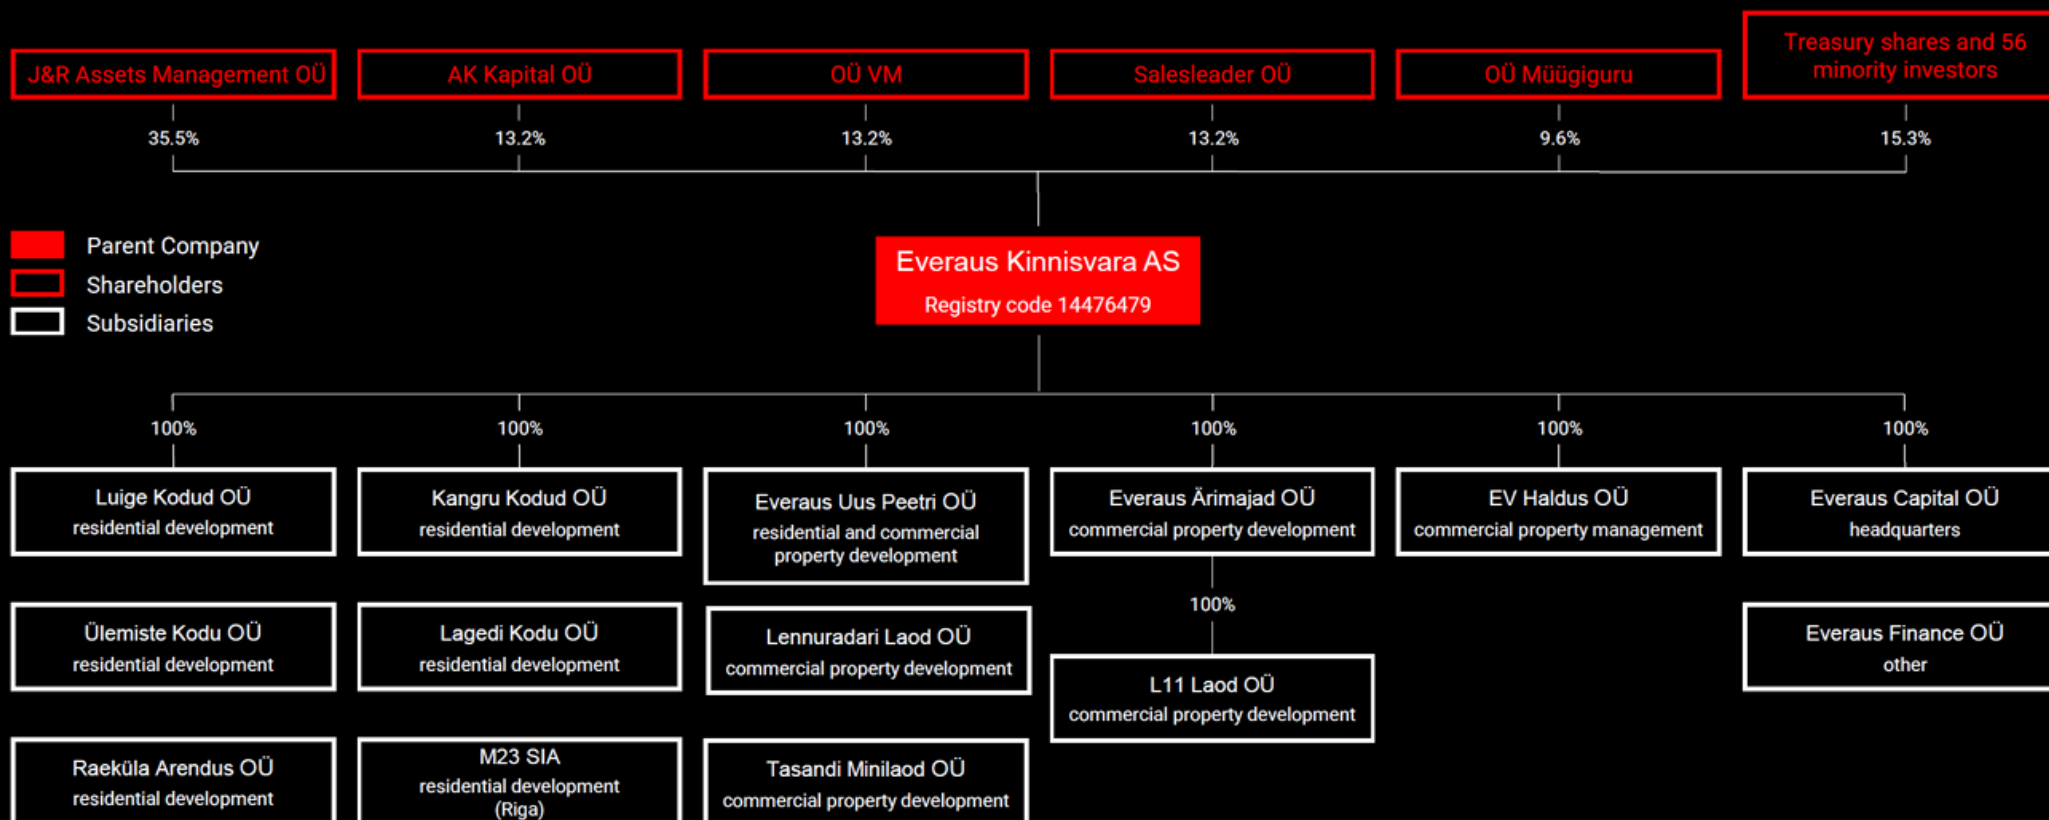 J&R Assets Management OÜ
AK Kapital OÜ
OÜ VM
Salesleader OÜ
OÜ Müügiguru
Treasury shares and 56
minority investors
35.5%
13.2%
13.2%
13.2%
9.6%
15.3%
Parent Company
Shareholders
Subsidiaries
Everaus Kinnisvara AS
Registry code 14476479
100%
100%
100%
100%
100%
100%
Luige Kodud OÜ
residential development
Kangru Kodud OÜ
residential development
Everaus Uus Peetri OÜ
residential and commercial
property development
Everaus Ärimajad OÜ
commercial property development
EV Haldus OÜ
commercial property management
Everaus Capital OÜ
headquarters
100%
Ülemiste Kodu OÜ
residential development
Lagedi Kodu OÜ
residential development
Lennuradari Laod OÜ
commercial property development
L11 Laod OÜ
commercial property development
Everaus Finance OÜ
other
Raeküla Arendus OÜ
residential development
M23 SIA
residential development
(Riga)
Tasandi Minilaod OÜ
commercial property development